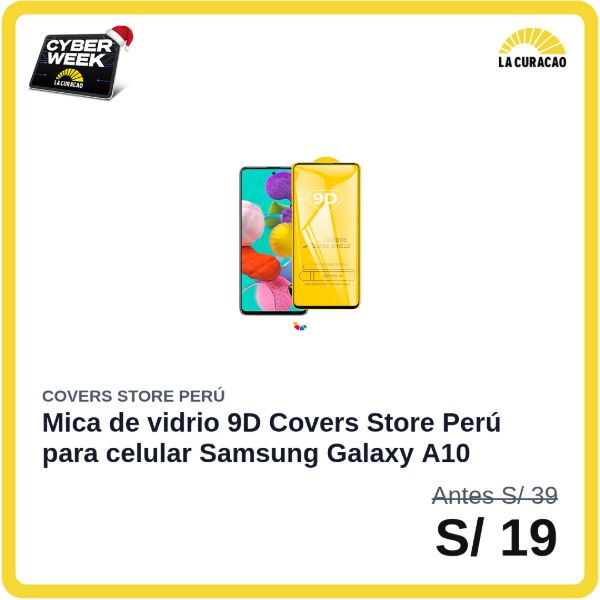 CYBER
WEEK
LA CURACAO
LA CURACAO
9D
COVERS STORE PERÚ
Mica de vidrio 9D Covers Store Perú
para celular Samsung Galaxy A10
Antes S/ 39
S/ 19